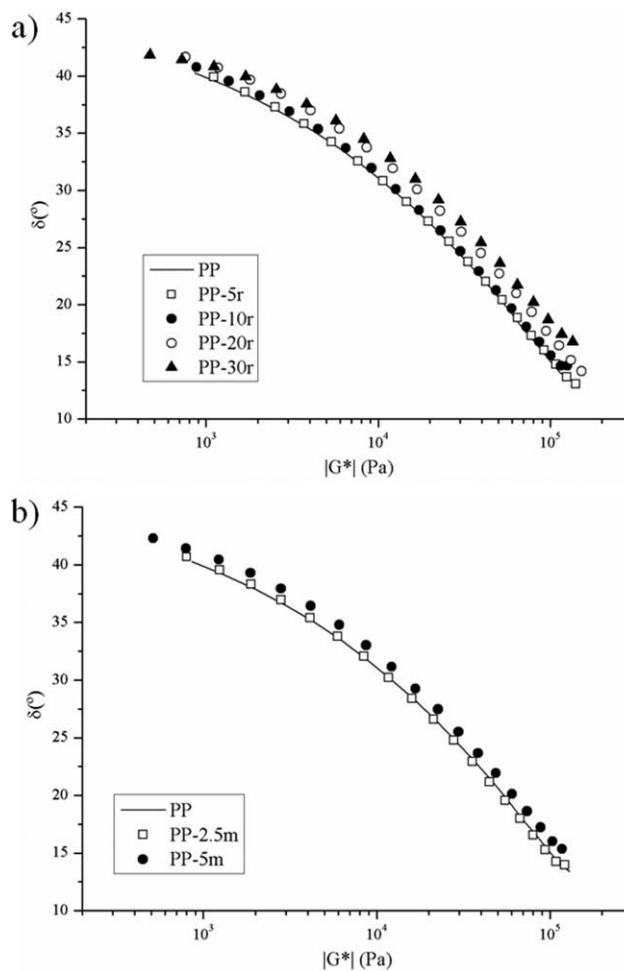 a)
45
40
35
30
25
20
15
10
δ(º)
PP
PP-5r
PP-10r
PP-20r
PP-30r
10³ 10⁴ 10⁵
|G*| (Pa)
b)
45
40
35
30
25
20
15
10
δ(º)
PP
PP-2.5m
PP-5m
10³ 10⁴ 10⁵
|G*| (Pa)